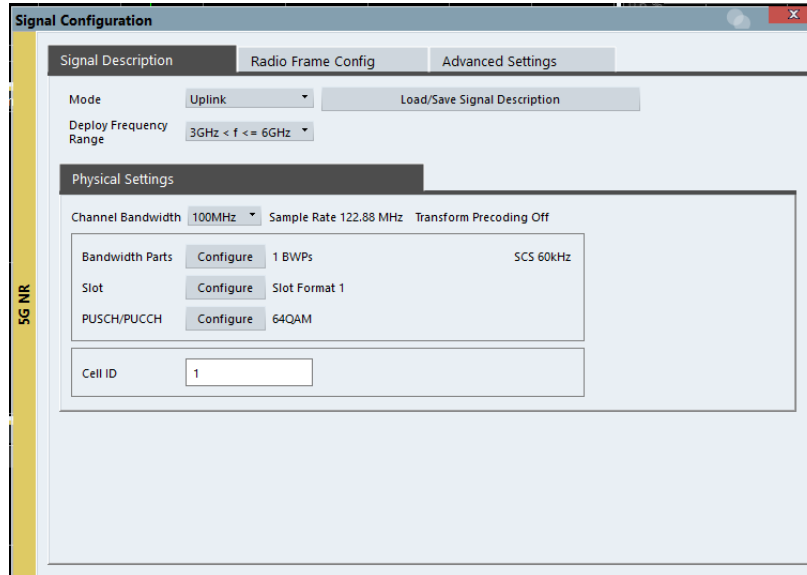 Signal Configuration
Signal Description Radio Frame Config Advanced Settings
Mode Uplink Load/Save Signal Description
Deploy Frequency Range 3GHz < f <= 6GHz
Physical Settings
Channel Bandwidth 100MHz Sample Rate 122.88 MHz Transform Precoding Off
Bandwidth Parts Configure 1 BWPs SCS 60kHz
Slot Configure Slot Format 1
PUSCH/PUCCH Configure 64QAM
Cell ID 1
5G NR